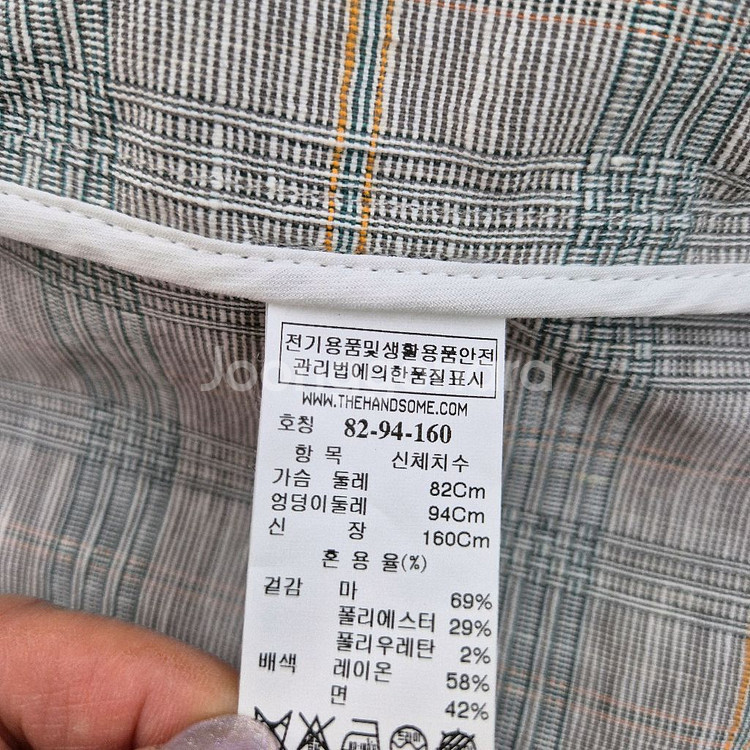 전기용품및생활용품안전
관리법에의한품질표시
WWW.THEHANDSOME.COM
호칭 82-94-160
항 목 신체치수
가슴 둘레 82Cm
엉덩이둘레 94Cm
신 장 160Cm
혼 용 율(%)
겉감 마 69%
폴리에스터 29%
폴리우레탄 2%
배색 레이온 58%
면 42%
드라이